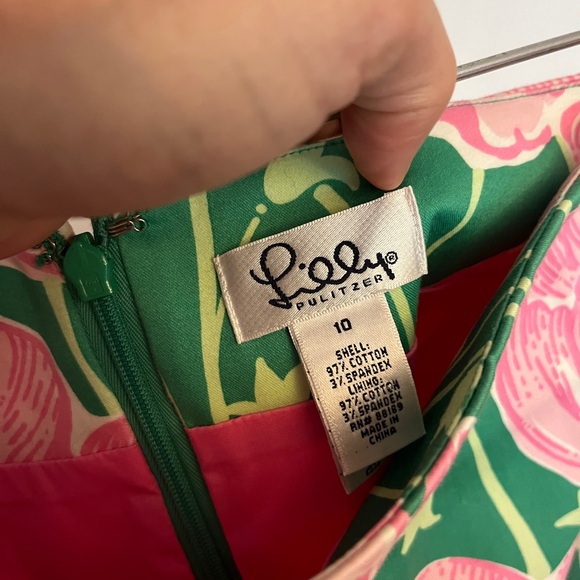 Lilly®
PULITZER
10
SHELL:
97% COTTON
3% SPANDEX
LINING:
97% COTTON
3% SPANDEX
RN# 88169
MADE IN
CHINA